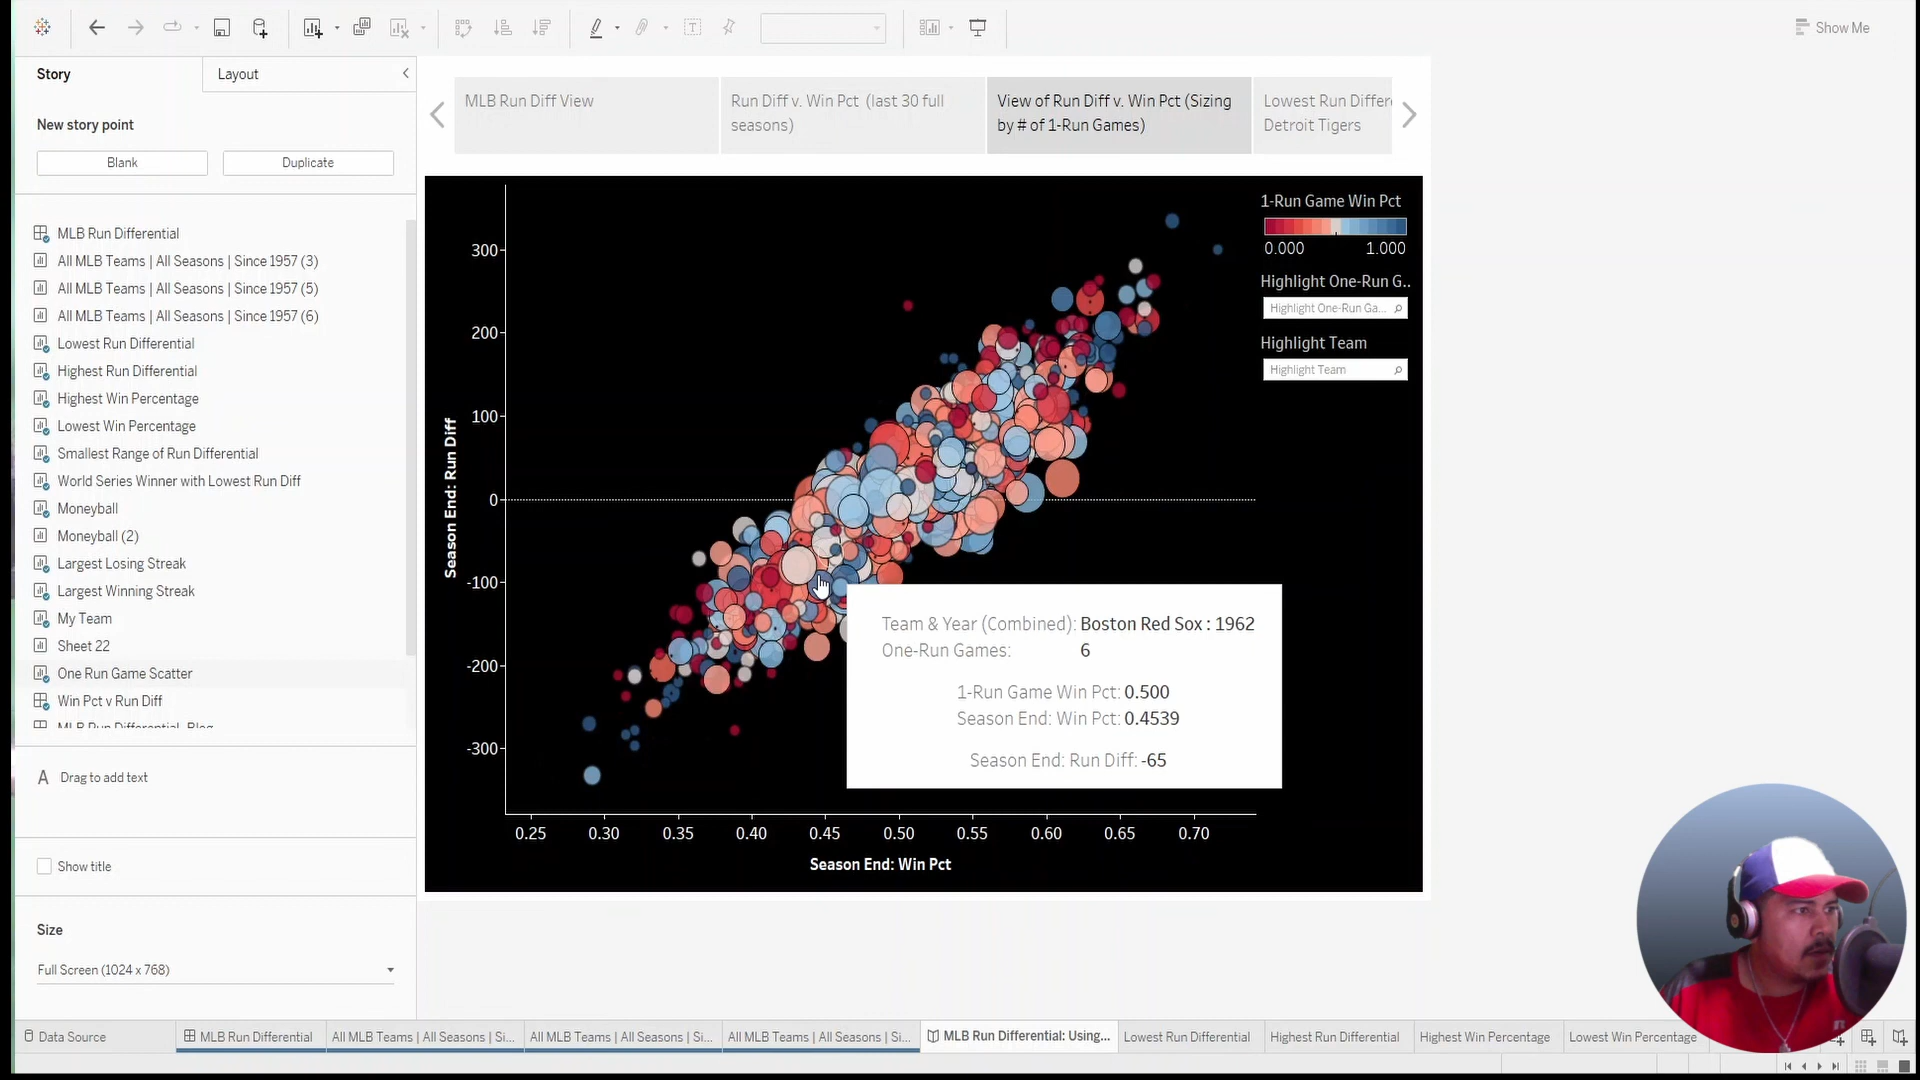 Show Me
Story
Layout
New story point
Blank
Duplicate
MLB Run Differential
All MLB Teams | All Seasons | Since 1957 (3)
All MLB Teams | All Seasons | Since 1957 (5)
All MLB Teams | All Seasons | Since 1957 (6)
Lowest Run Differential
Highest Run Differential
Highest Win Percentage
Lowest Win Percentage
Smallest Range of Run Differential
World Series Winner with Lowest Run Diff
Moneyball
Moneyball (2)
Largest Losing Streak
Largest Winning Streak
My Team
Sheet 22
One Run Game Scatter
Win Pct v Run Diff
MLB Run Differential_Blog
A Drag to add text
Show title
Size
Full Screen (1024 x 768)
MLB Run Diff View
Run Diff v. Win Pct (last 30 full
seasons)
View of Run Diff v. Win Pct (Sizing
by # of 1-Run Games)
Lowest Run Differe
Detroit Tigers
1-Run Game Win Pct
0.000
1.000
Highlight One-Run G..
Highlight One-Run Ga...
Highlight Team
Highlight Team
Season End: Run Diff
300
200
100
0
-100
-200
-300
0.25
0.30
0.35
0.40
0.45
0.50
0.55
0.60
0.65
0.70
Season End: Win Pct
Team & Year (Combined): Boston Red Sox : 1962
One-Run Games: 6
1-Run Game Win Pct: 0.500
Season End: Win Pct: 0.4539
Season End: Run Diff: -65
Data Source
MLB Run Differential
All MLB Teams | All Seasons | Si...
All MLB Teams | All Seasons | Si...
All MLB Teams | All Seasons | Si...
MLB Run Differential: Using...
Lowest Run Differential
Highest Run Differential
Highest Win Percentage
Lowest Win Percentage